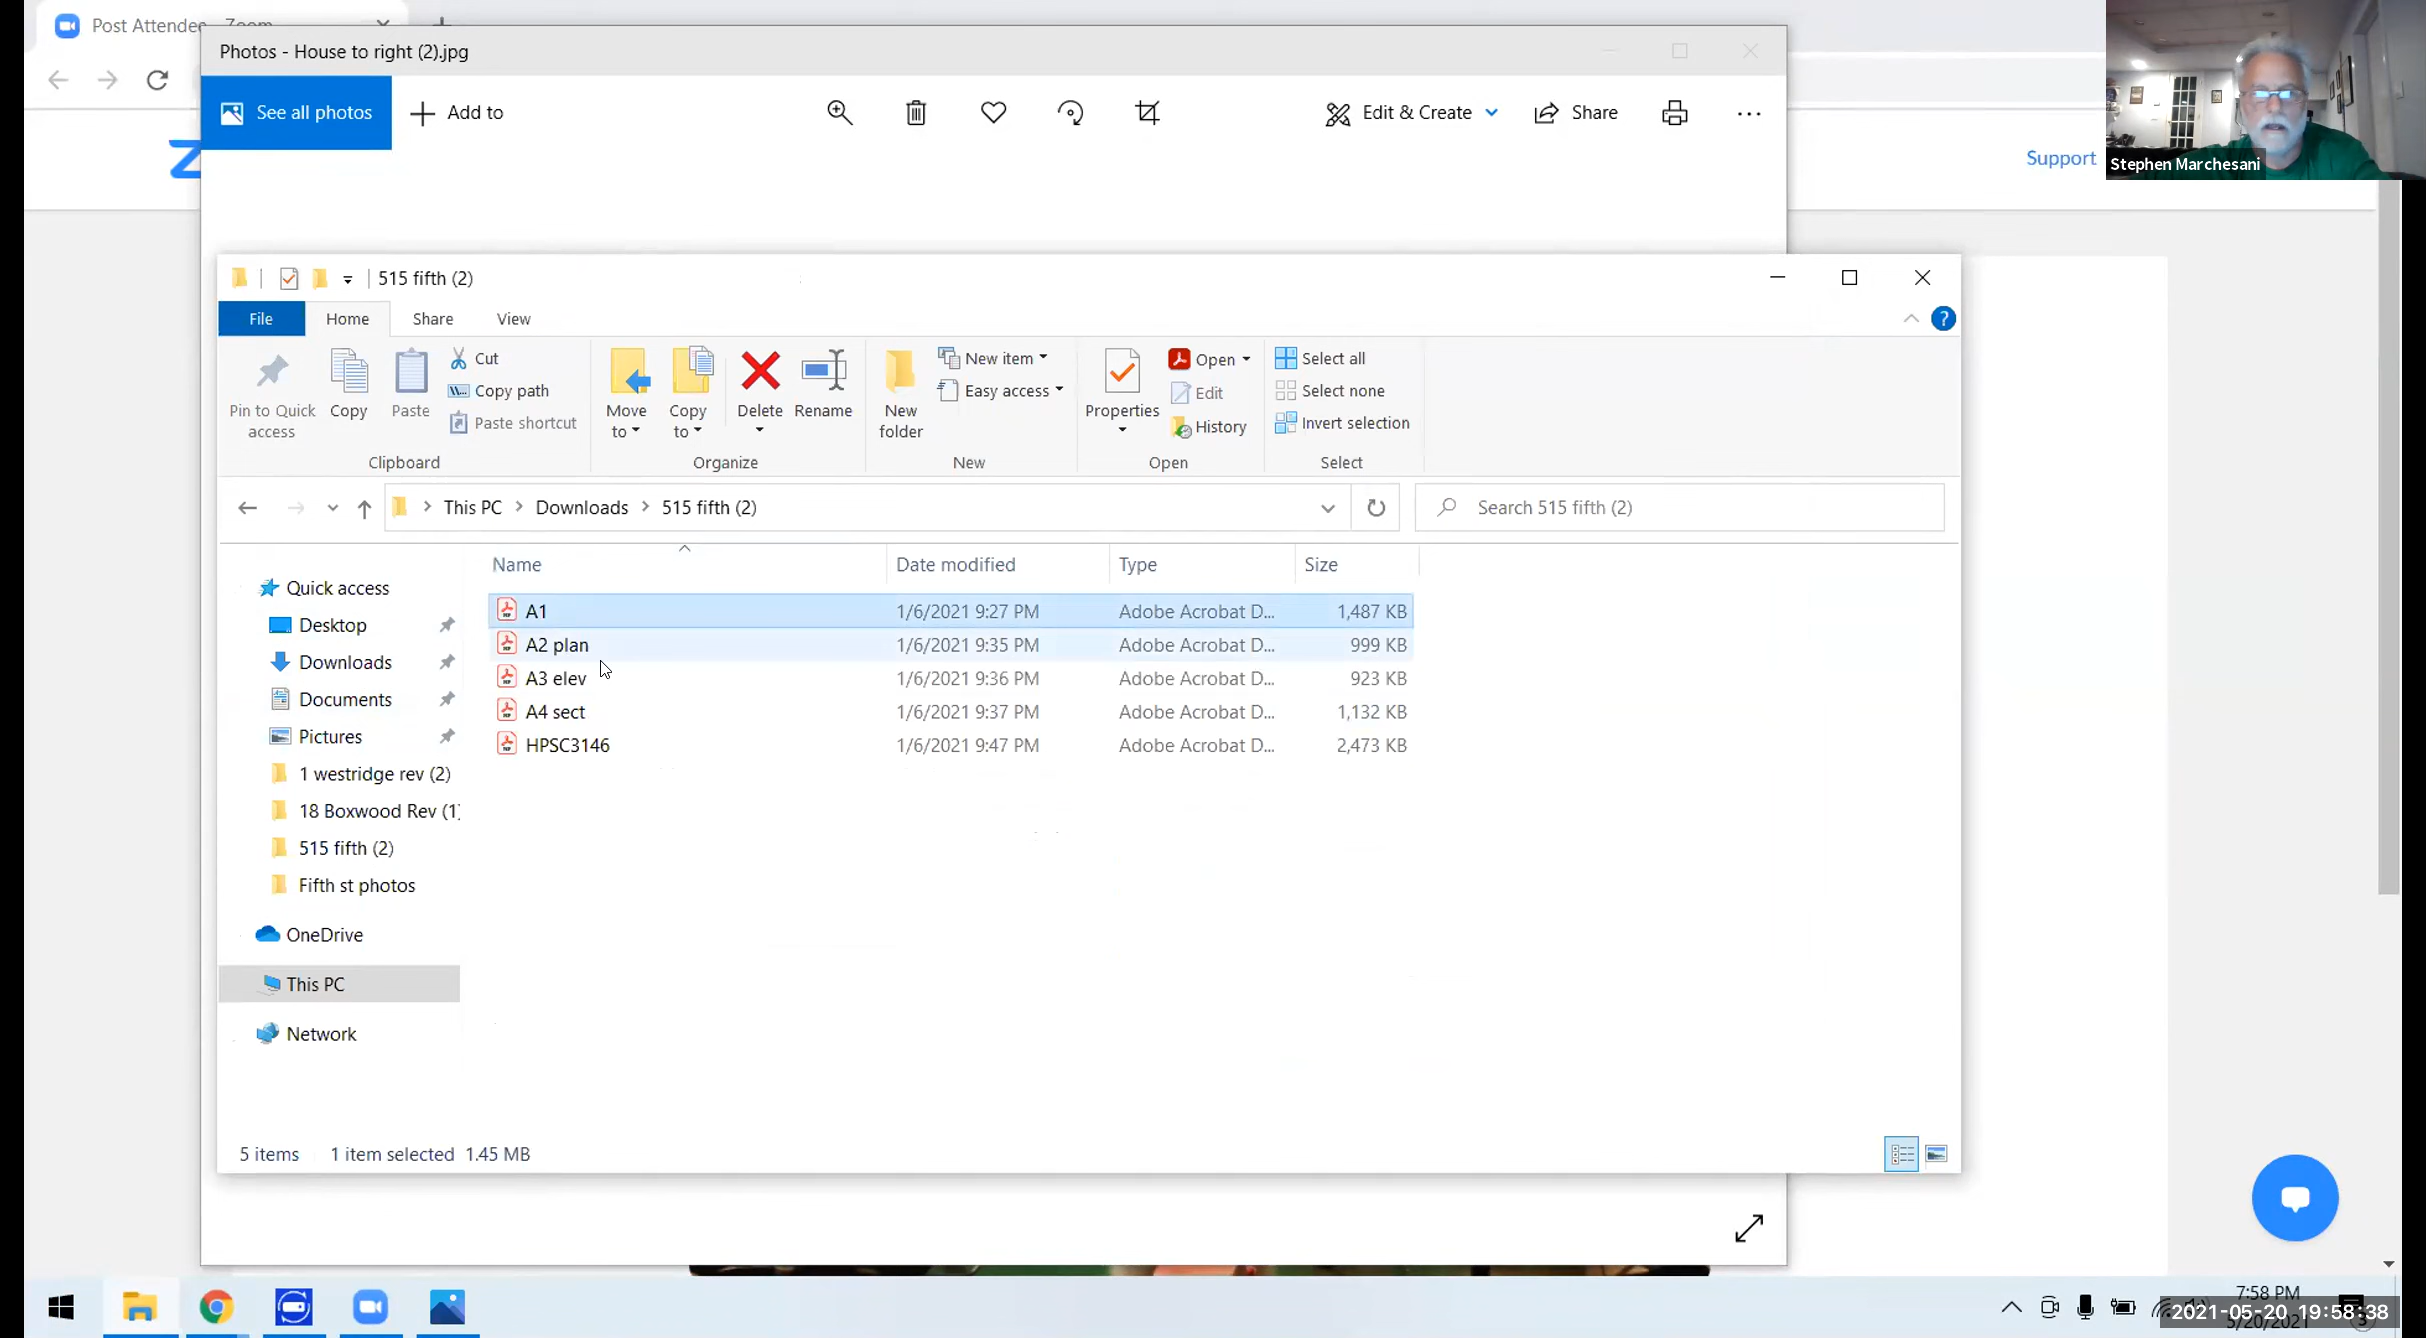 Post Attendee - Zoom
Photos - House to right (2).jpg
See all photos
Add to
Edit & Create
Share
Support
Stephen Marchesani
515 fifth (2)
File
Home
Share
View
Pin to Quick access
Copy
Paste
Cut
Copy path
Paste shortcut
Move to
Copy to
Delete
Rename
New folder
New item
Easy access
Properties
Open
Edit
History
Select all
Select none
Invert selection
Clipboard
Organize
New
Open
Select
This PC > Downloads > 515 fifth (2)
Search 515 fifth (2)
Name Date modified Type Size
A1 1/6/2021 9:27 PM Adobe Acrobat D... 1,487 KB
A2 plan 1/6/2021 9:35 PM Adobe Acrobat D... 999 KB
A3 elev 1/6/2021 9:36 PM Adobe Acrobat D... 923 KB
A4 sect 1/6/2021 9:37 PM Adobe Acrobat D... 1,132 KB
HPSC3146 1/6/2021 9:47 PM Adobe Acrobat D... 2,473 KB
Quick access
Desktop
Downloads
Documents
Pictures
1 westridge rev (2)
18 Boxwood Rev (1)
515 fifth (2)
Fifth st photos
OneDrive
This PC
Network
5 items 1 item selected 1.45 MB
7:58 PM
2021-05-20 19:58:38
5/20/2021